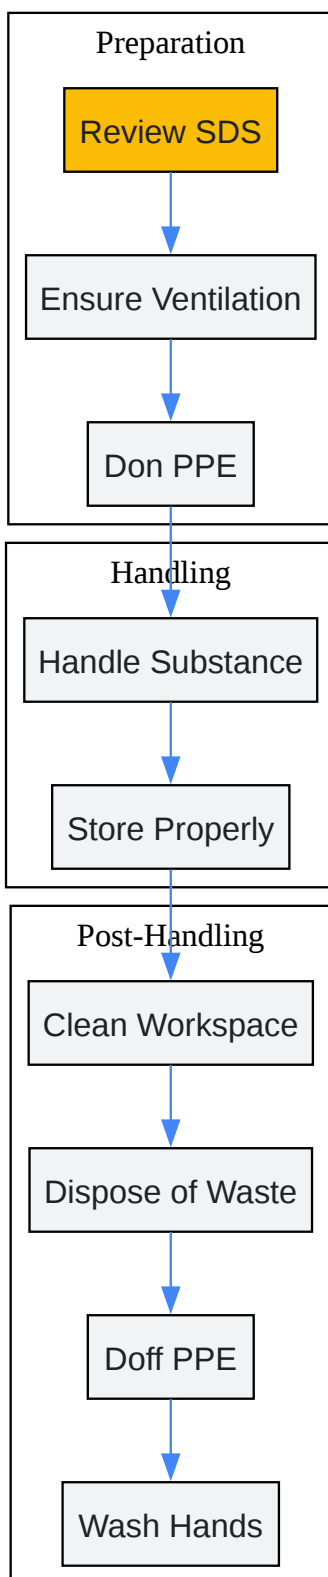 Preparation
Review SDS
Ensure Ventilation
Don PPE
Handling
Handle Substance
Store Properly
Post-Handling
Clean Workspace
Dispose of Waste
Doff PPE
Wash Hands